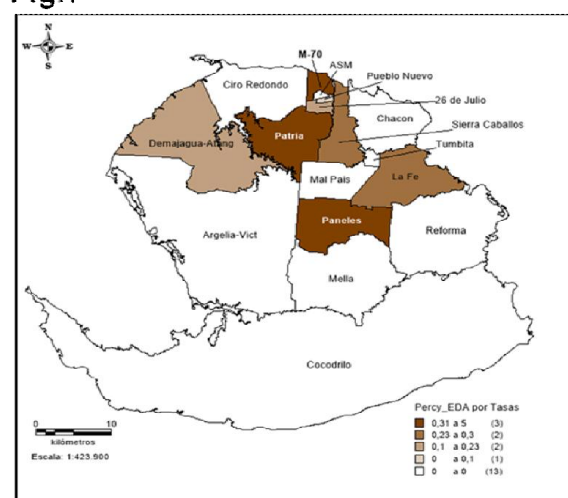 N
W E
S
M-70
ASM
Pueblo Nuevo
Ciro Redondo
26 de Julio
Chacon
Sierra Caballos
Patria
Demajagua-Atang
Tumbita
Mal Pais
La Fe
Paneles
Argelia-Vict
Reforma
Mella
Cocodrilo
Percy_EDA por Tasas
0,31 a 5 (3)
0,23 a 0,3 (2)
0,1 a 0,23 (2)
0 a 0,1 (1)
0 a 0 (13)
0 10
kilómetros
Escala: 1:423.900